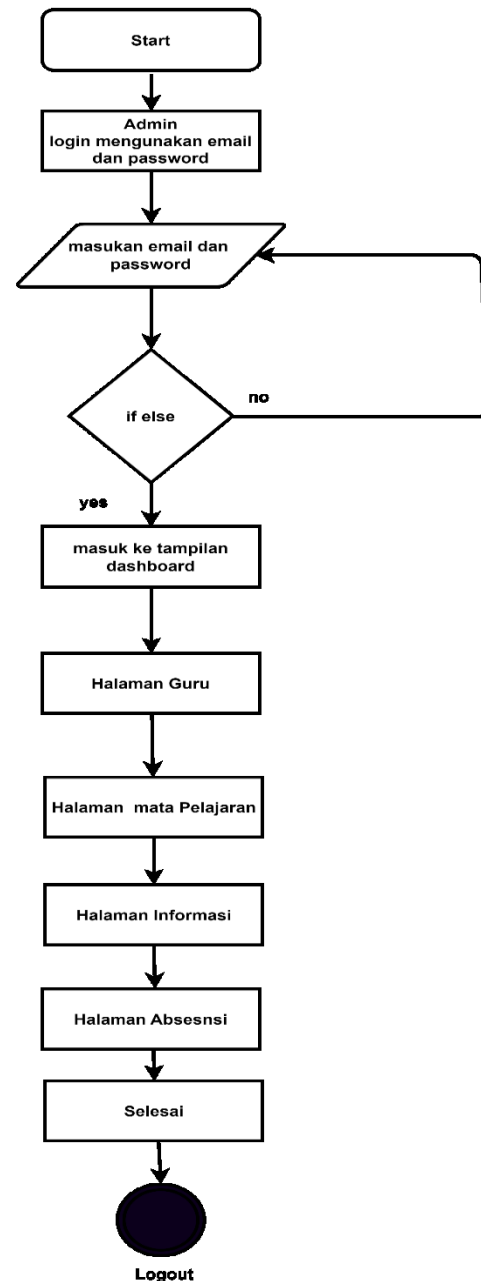 Start
Admin
login mengunakan email
dan password
masukan email dan
password
if else
no
yes
masuk ke tampilan
dashboard
Halaman Guru
Halaman mata Pelajaran
Halaman Informasi
Halaman Absesnsi
Selesai
Logout